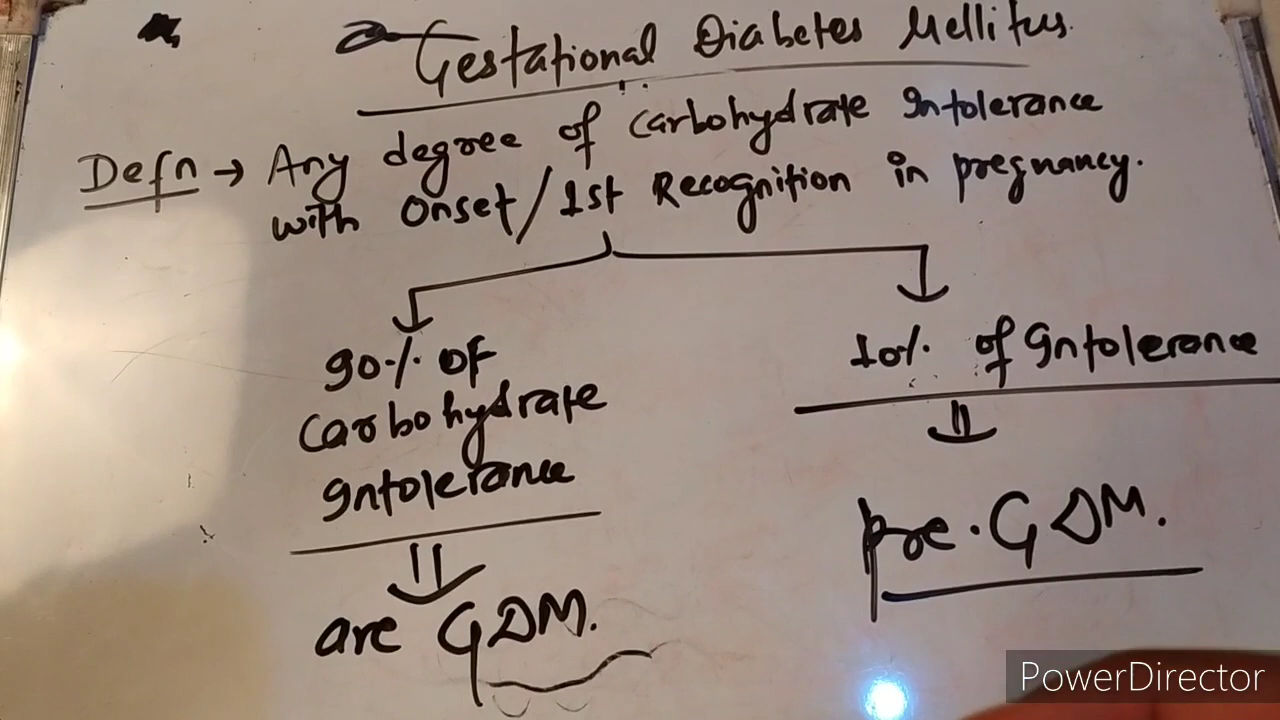 Gestational Diabetes Mellitus.
Defn → Any degree of Carbohydrate Intolerance
with Onset/1st Recognition in pregnancy.
90% of
Carbohydrate
Intolerance
are GDM.
10% of Intolerance
pre. GDM.
PowerDirector